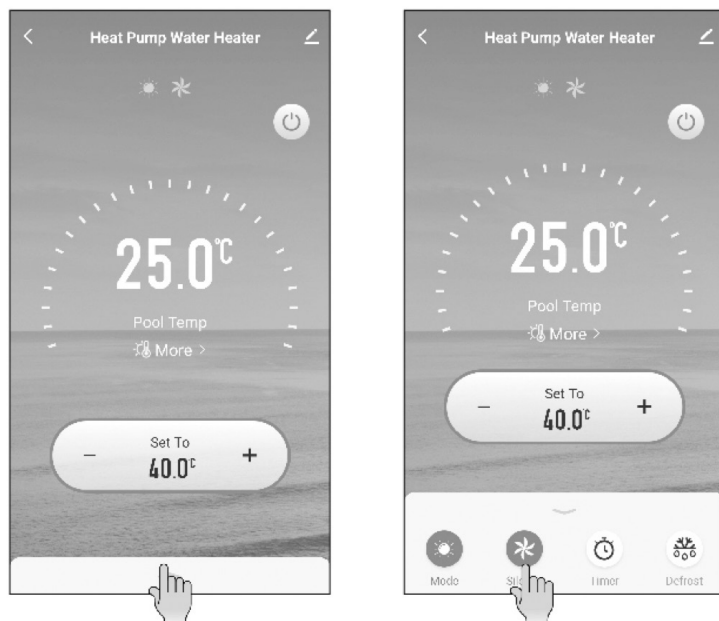 Heat Pump Water Heater
25.0°C
Pool Temp
More >
Set To
40.0°C
Heat Pump Water Heater
25.0°C
Pool Temp
More >
Set To
40.0°C
Mode
Timer
Defrost